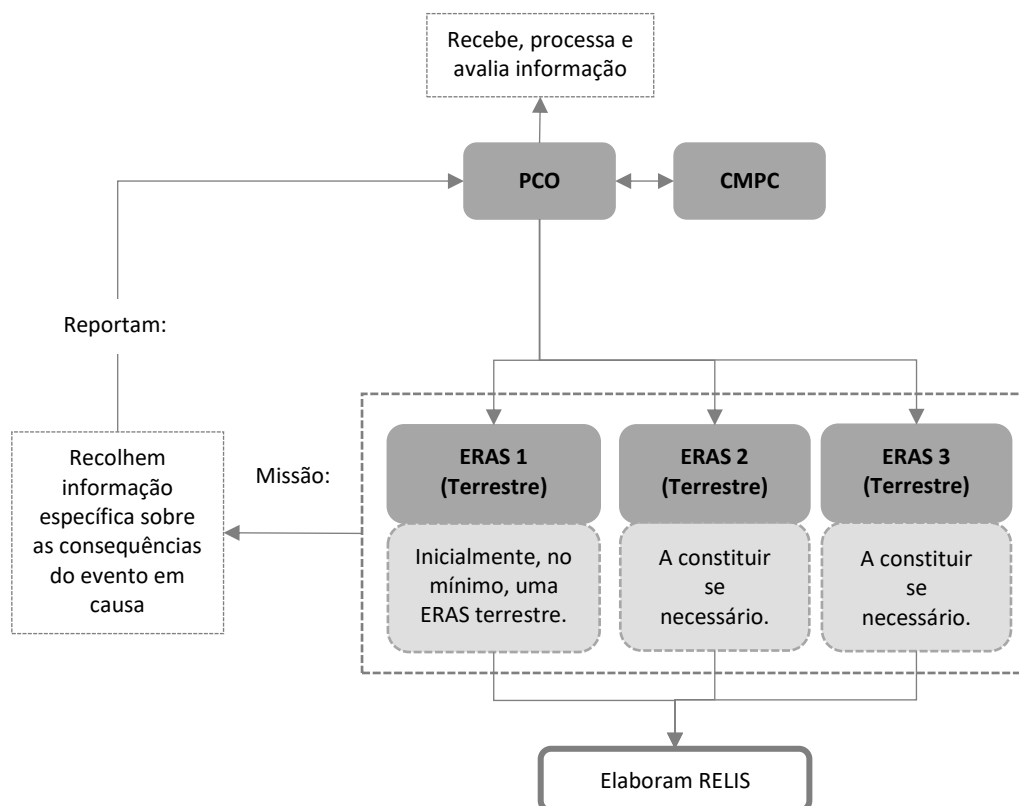 Recebe, processa e
avalia informação
PCO
CMPC
Reportam:
Recolhem
informação
específica sobre
as consequências
do evento em
causa
Missão:
ERAS 1
(Terrestre)
ERAS 2
(Terrestre)
ERAS 3
(Terrestre)
Inicialmente, no
mínimo, uma
ERAS terrestre.
A constituir
se
necessário.
A constituir
se
necessário.
Elaboram RELIS